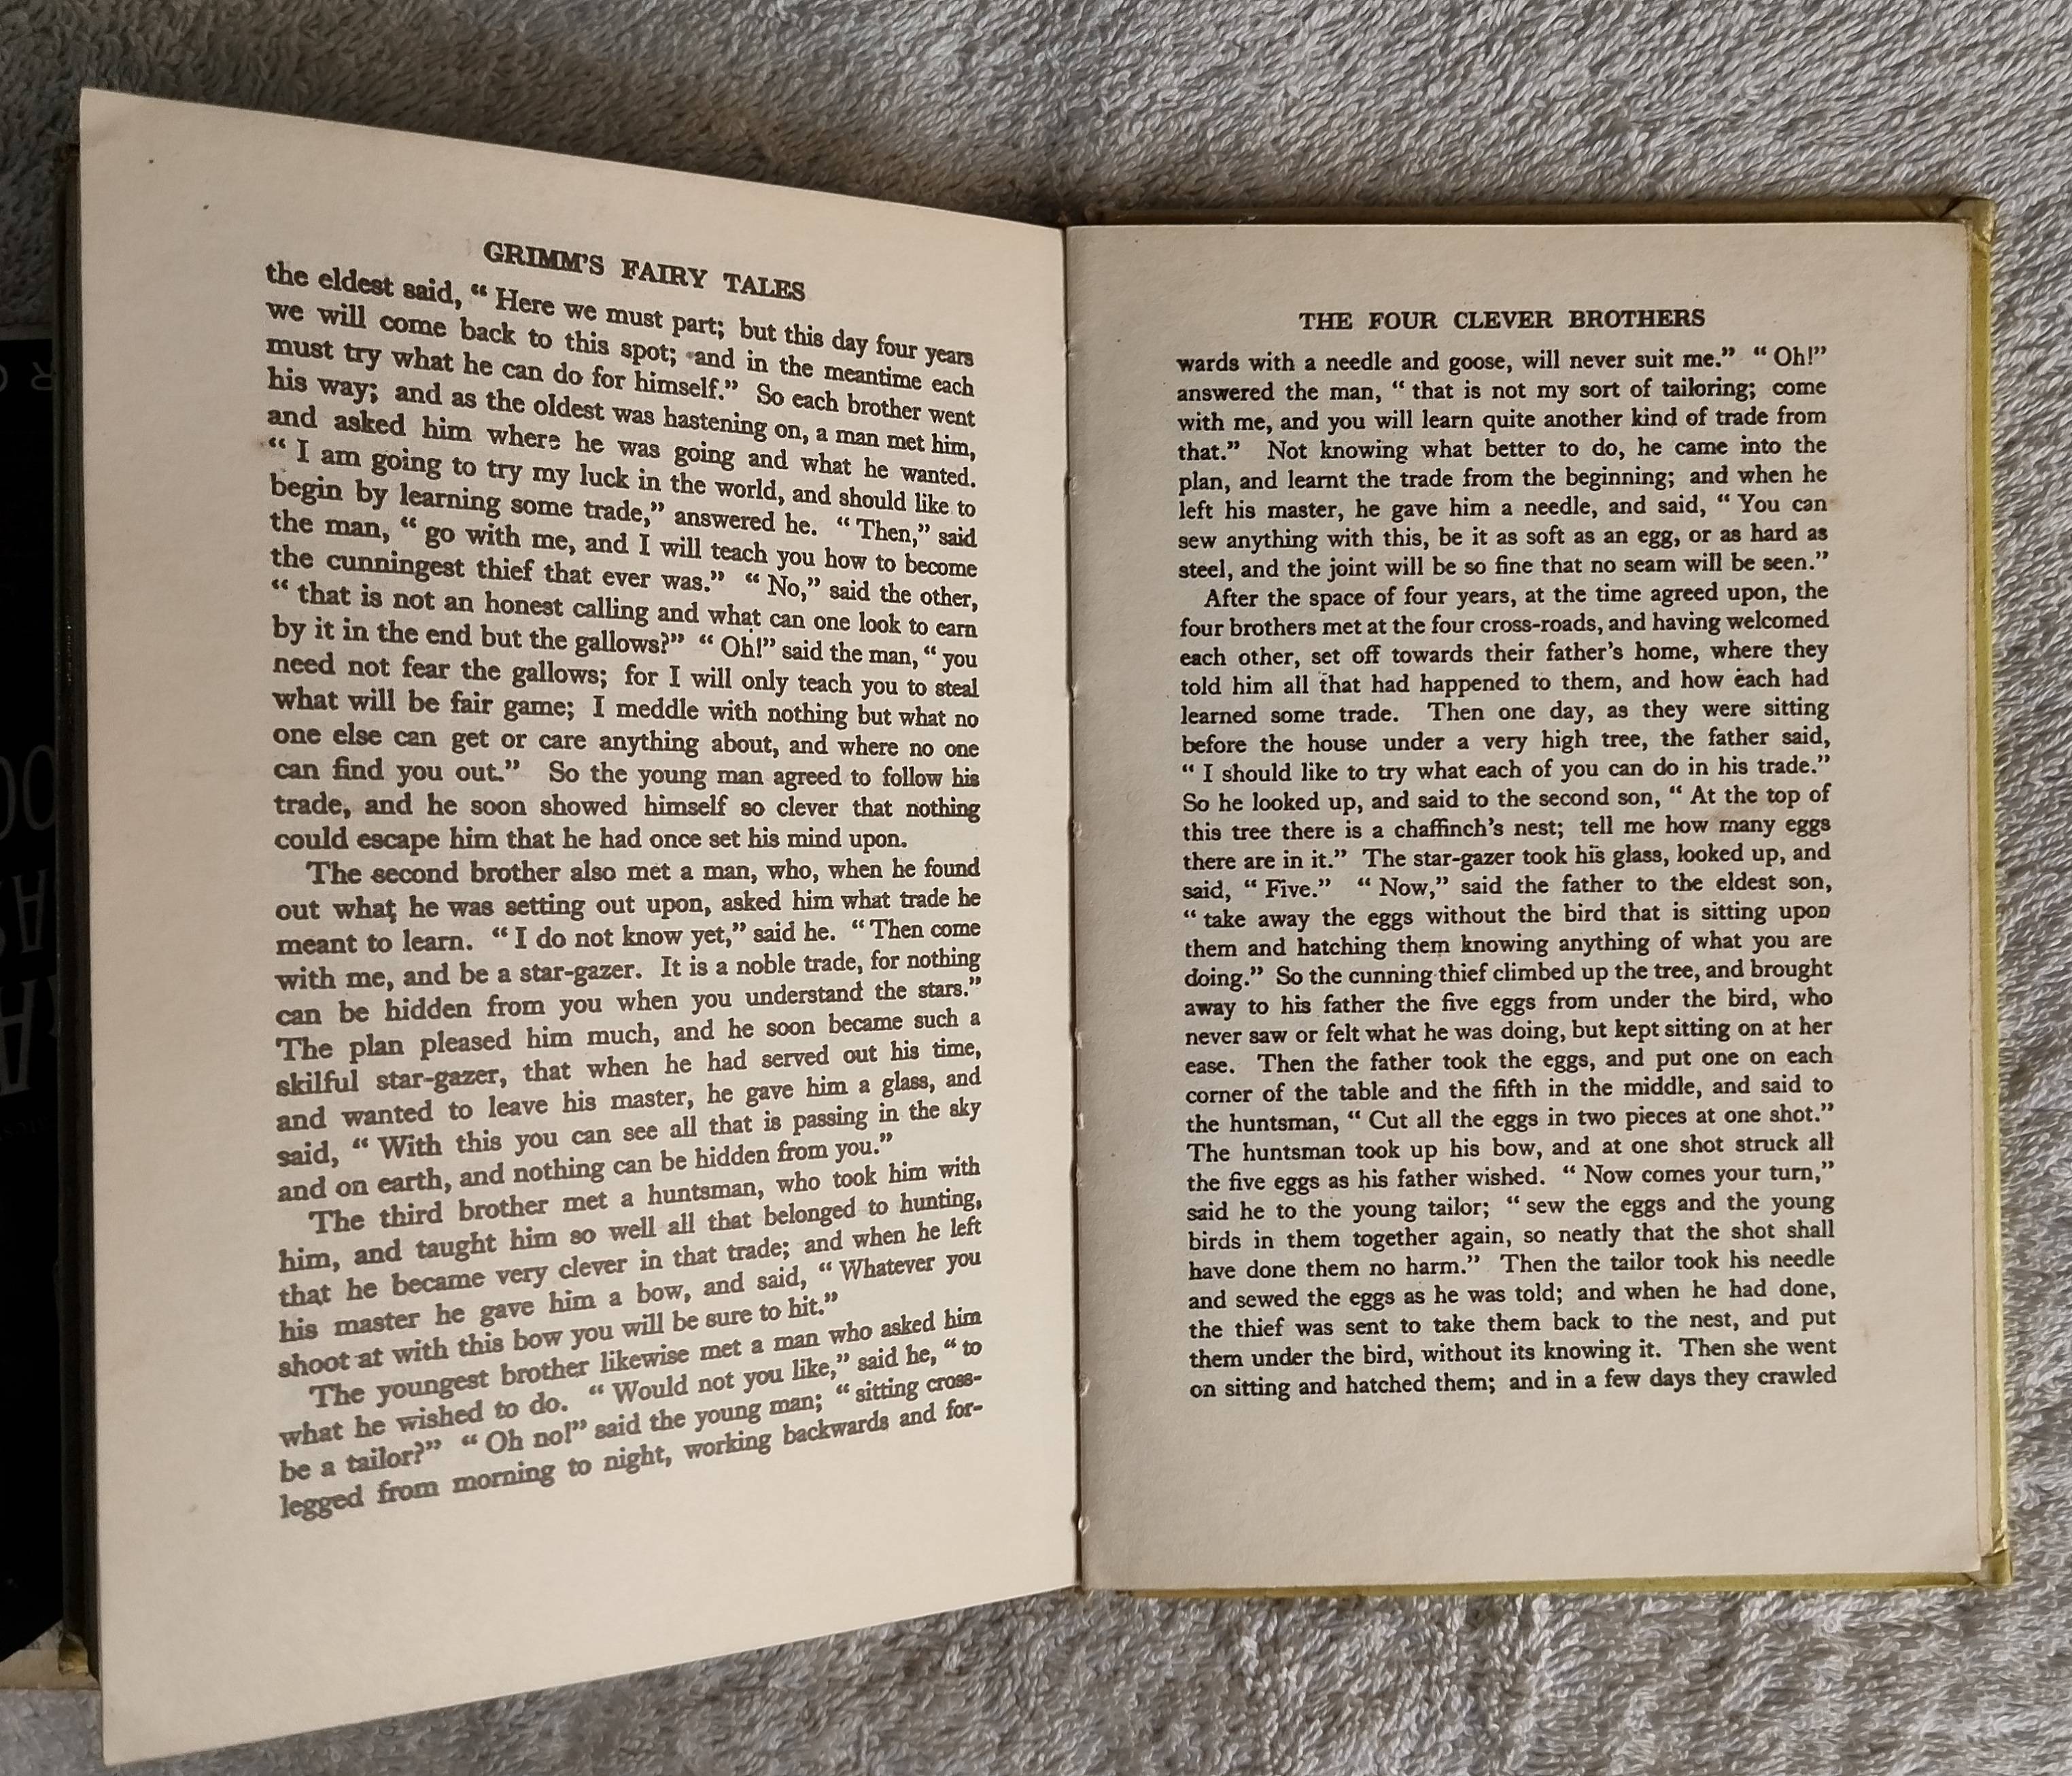 GRIMM'S FAIRY TALES
the eldest said, “ Here we must part; but this day four years
we will come back to this spot; and in the meantime each
must try what he can do for himself.” So each brother went
his way; and as the oldest was hastening on, a man met him,
and asked him where he was going and what he wanted.
“ I am going to try my luck in the world, and should like to
begin by learning some trade,” answered he. “ Then,” said
the man, “ go with me, and I will teach you how to become
the cunningest thief that ever was.” “ No,” said the other,
“ that is not an honest calling and what can one look to earn
by it in the end but the gallows?” “ Oh!” said the man, “ you
need not fear the gallows; for I will only teach you to steal
what will be fair game; I meddle with nothing but what no
one else can get or care anything about, and where no one
can find you out.” So the young man agreed to follow his
trade, and he soon showed himself so clever that nothing
could escape him that he had once set his mind upon.
The second brother also met a man, who, when he found
out what he was setting out upon, asked him what trade he
meant to learn. “ I do not know yet,” said he. “ Then come
with me, and be a star-gazer. It is a noble trade, for nothing
can be hidden from you when you understand the stars.”
The plan pleased him much, and he soon became such a
skilful star-gazer, that when he had served out his time,
and wanted to leave his master, he gave him a glass, and
said, “ With this you can see all that is passing in the sky
and on earth, and nothing can be hidden from you.”
The third brother met a huntsman, who took him with
him, and taught him so well all that belonged to hunting,
that he became very clever in that trade; and when he left
his master he gave him a bow, and said, “ Whatever you
shoot at with this bow you will be sure to hit.”
The youngest brother likewise met a man who asked him
what he wished to do. “ Would not you like,” said he, “ to
be a tailor?” “ Oh no!” said the young man; “ sitting cross-
legged from morning to night, working backwards and for-
THE FOUR CLEVER BROTHERS
wards with a needle and goose, will never suit me.” “ Oh!”
answered the man, “ that is not my sort of tailoring; come
with me, and you will learn quite another kind of trade from
that.” Not knowing what better to do, he came into the
plan, and learnt the trade from the beginning; and when he
left his master, he gave him a needle, and said, “ You can
sew anything with this, be it as soft as an egg, or as hard as
steel, and the joint will be so fine that no seam will be seen.”
After the space of four years, at the time agreed upon, the
four brothers met at the four cross-roads, and having welcomed
each other, set off towards their father's home, where they
told him all that had happened to them, and how each had
learned some trade. Then one day, as they were sitting
before the house under a very high tree, the father said,
“ I should like to try what each of you can do in his trade.”
So he looked up, and said to the second son, “ At the top of
this tree there is a chaffinch's nest; tell me how many eggs
there are in it.” The star-gazer took his glass, looked up, and
said, “ Five.” “ Now,” said the father to the eldest son,
“ take away the eggs without the bird that is sitting upon
them and hatching them knowing anything of what you are
doing.” So the cunning thief climbed up the tree, and brought
away to his father the five eggs from under the bird, who
never saw or felt what he was doing, but kept sitting on at her
ease. Then the father took the eggs, and put one on each
corner of the table and the fifth in the middle, and said to
the huntsman, “ Cut all the eggs in two pieces at one shot.”
The huntsman took up his bow, and at one shot struck all
the five eggs as his father wished. “ Now comes your turn,”
said he to the young tailor; “ sew the eggs and the young
birds in them together again, so neatly that the shot shall
have done them no harm.” Then the tailor took his needle
and sewed the eggs as he was told; and when he had done,
the thief was sent to take them back to the nest, and put
them under the bird, without its knowing it. Then she went
on sitting and hatched them; and in a few days they crawled